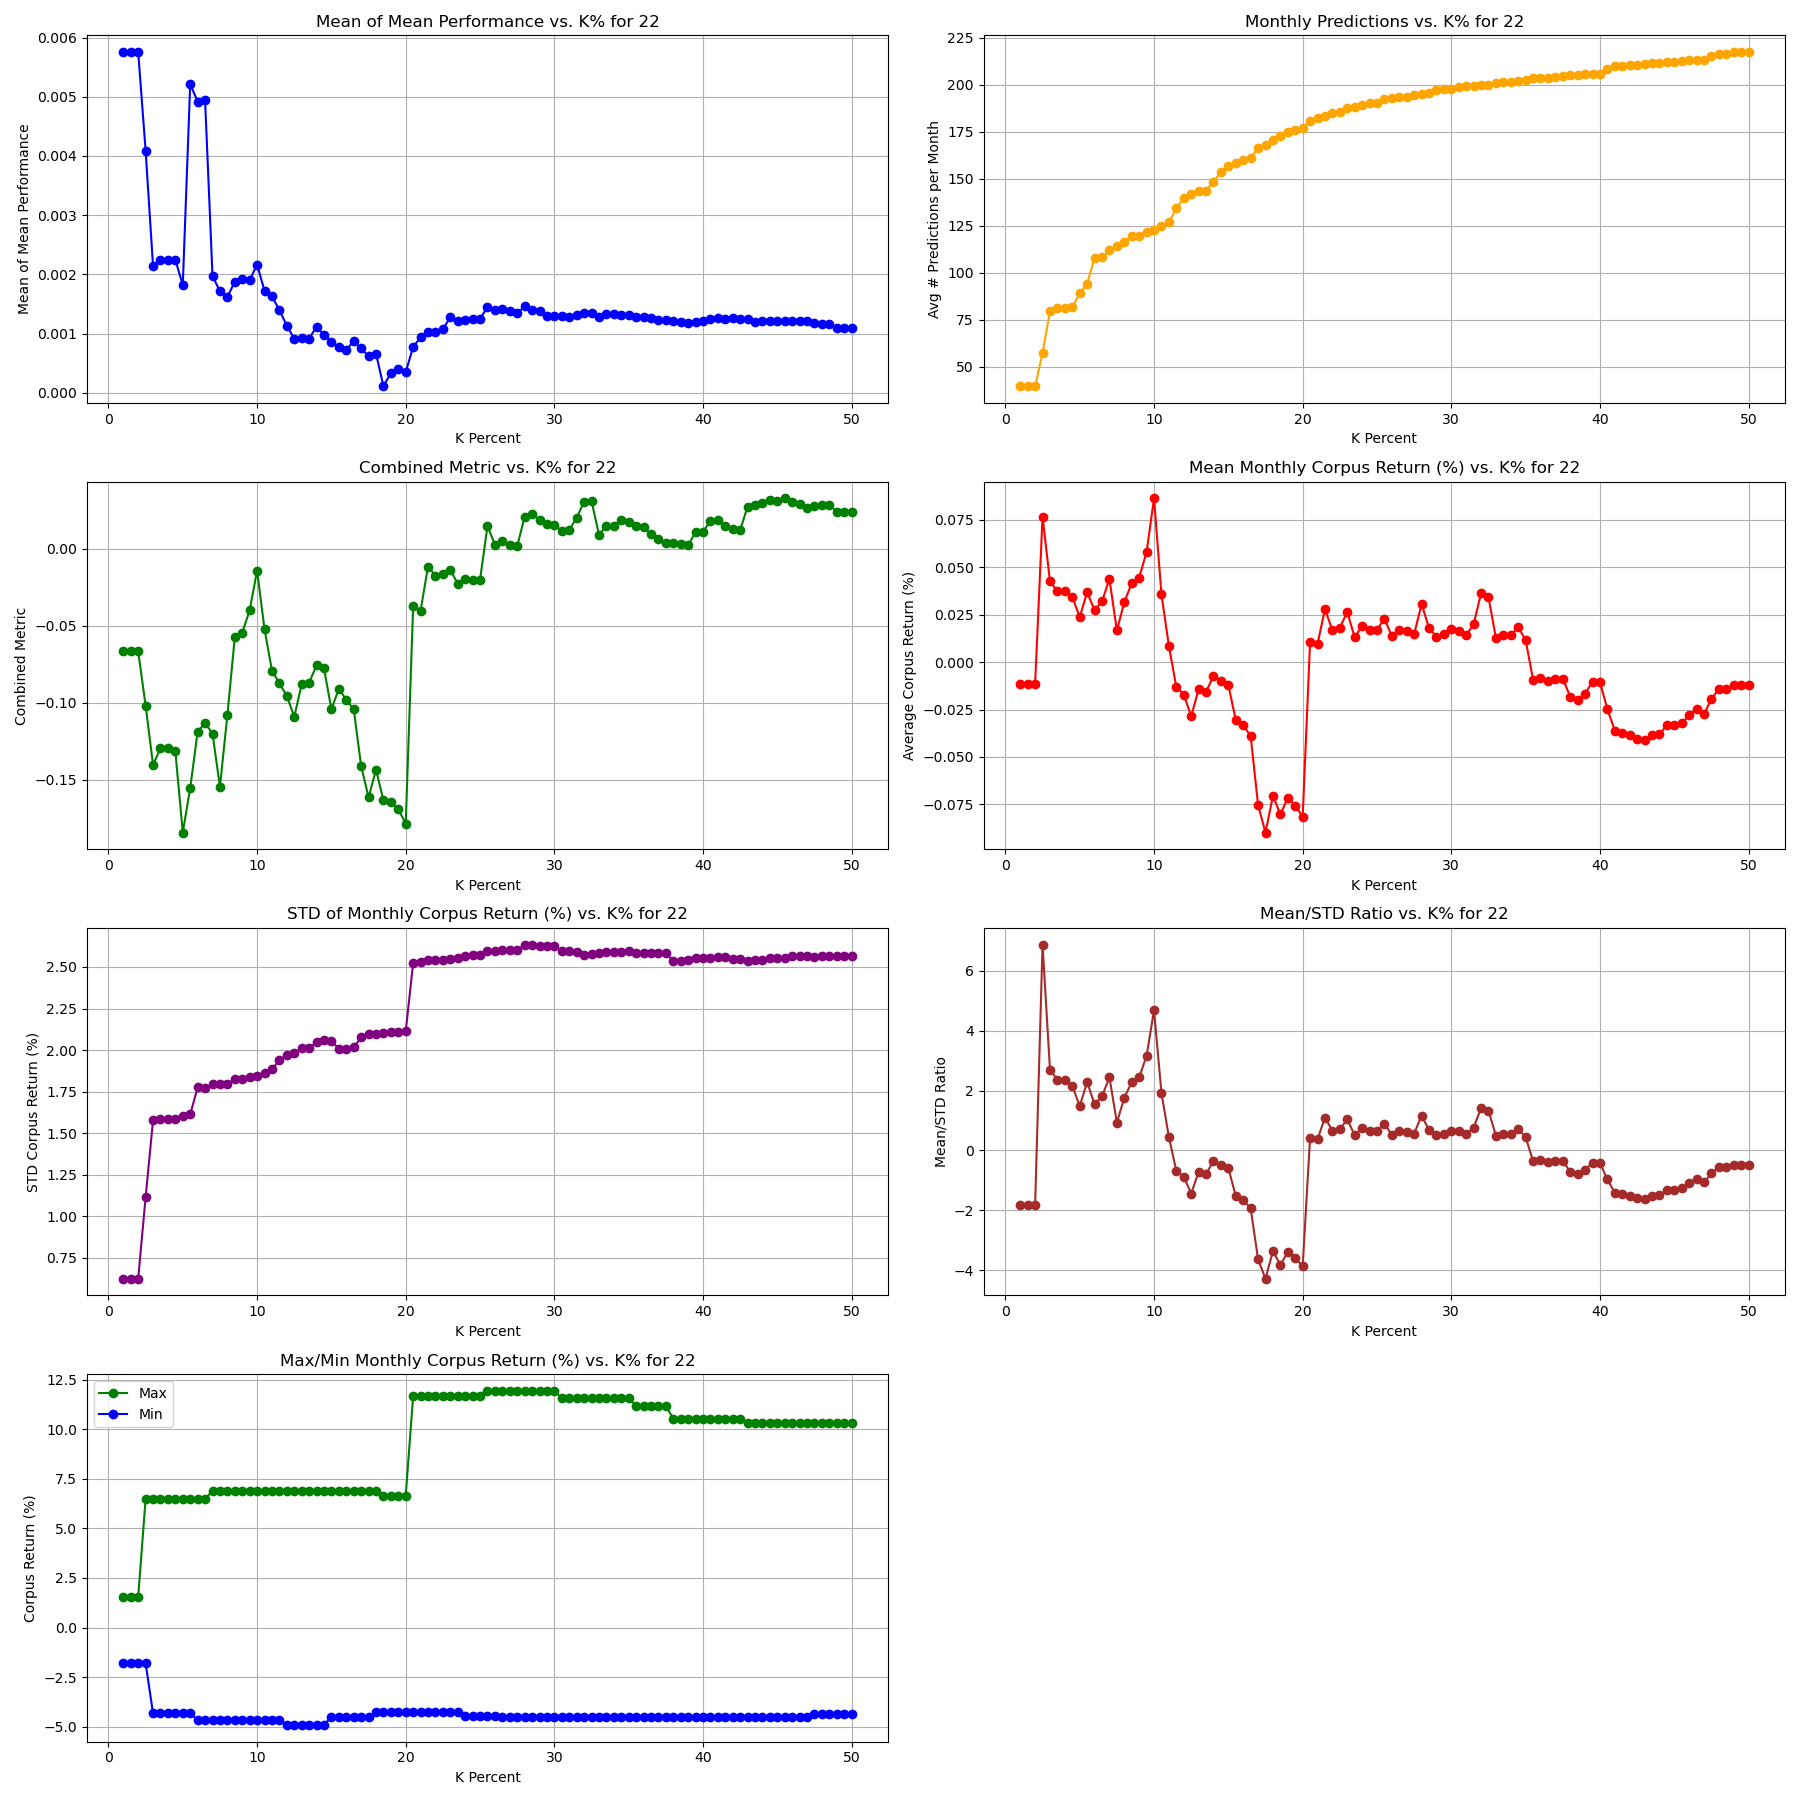 Mean of Mean Performance vs. K% for 22
Mean of Mean Performance
0.006
0.005
0.004
0.003
0.002
0.001
0.000
0 10 20 30 40 50
K Percent
Monthly Predictions vs. K% for 22
Avg # Predictions per Month
225
200
175
150
125
100
75
50
0 10 20 30 40 50
K Percent
Combined Metric vs. K% for 22
Combined Metric
0.00
−0.05
−0.10
−0.15
0 10 20 30 40 50
K Percent
Mean Monthly Corpus Return (%) vs. K% for 22
Average Corpus Return (%)
0.075
0.050
0.025
0.000
−0.025
−0.050
−0.075
0 10 20 30 40 50
K Percent
STD of Monthly Corpus Return (%) vs. K% for 22
STD Corpus Return (%)
2.50
2.25
2.00
1.75
1.50
1.25
1.00
0.75
0 10 20 30 40 50
K Percent
Mean/STD Ratio vs. K% for 22
Mean/STD Ratio
6
4
2
0
−2
−4
0 10 20 30 40 50
K Percent
Max/Min Monthly Corpus Return (%) vs. K% for 22
Corpus Return (%)
12.5
10.0
7.5
5.0
2.5
0.0
−2.5
−5.0
Max
Min
0 10 20 30 40 50
K Percent